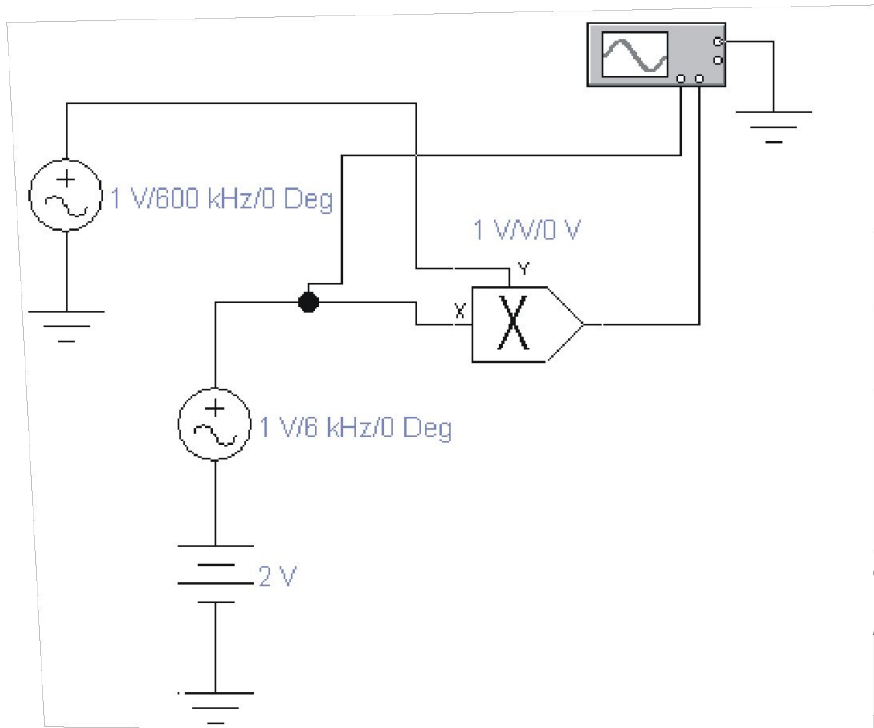 1 V/600 kHz/0 Deg
1 V/V/0 V
Y
X
X
1 V/6 kHz/0 Deg
2 V